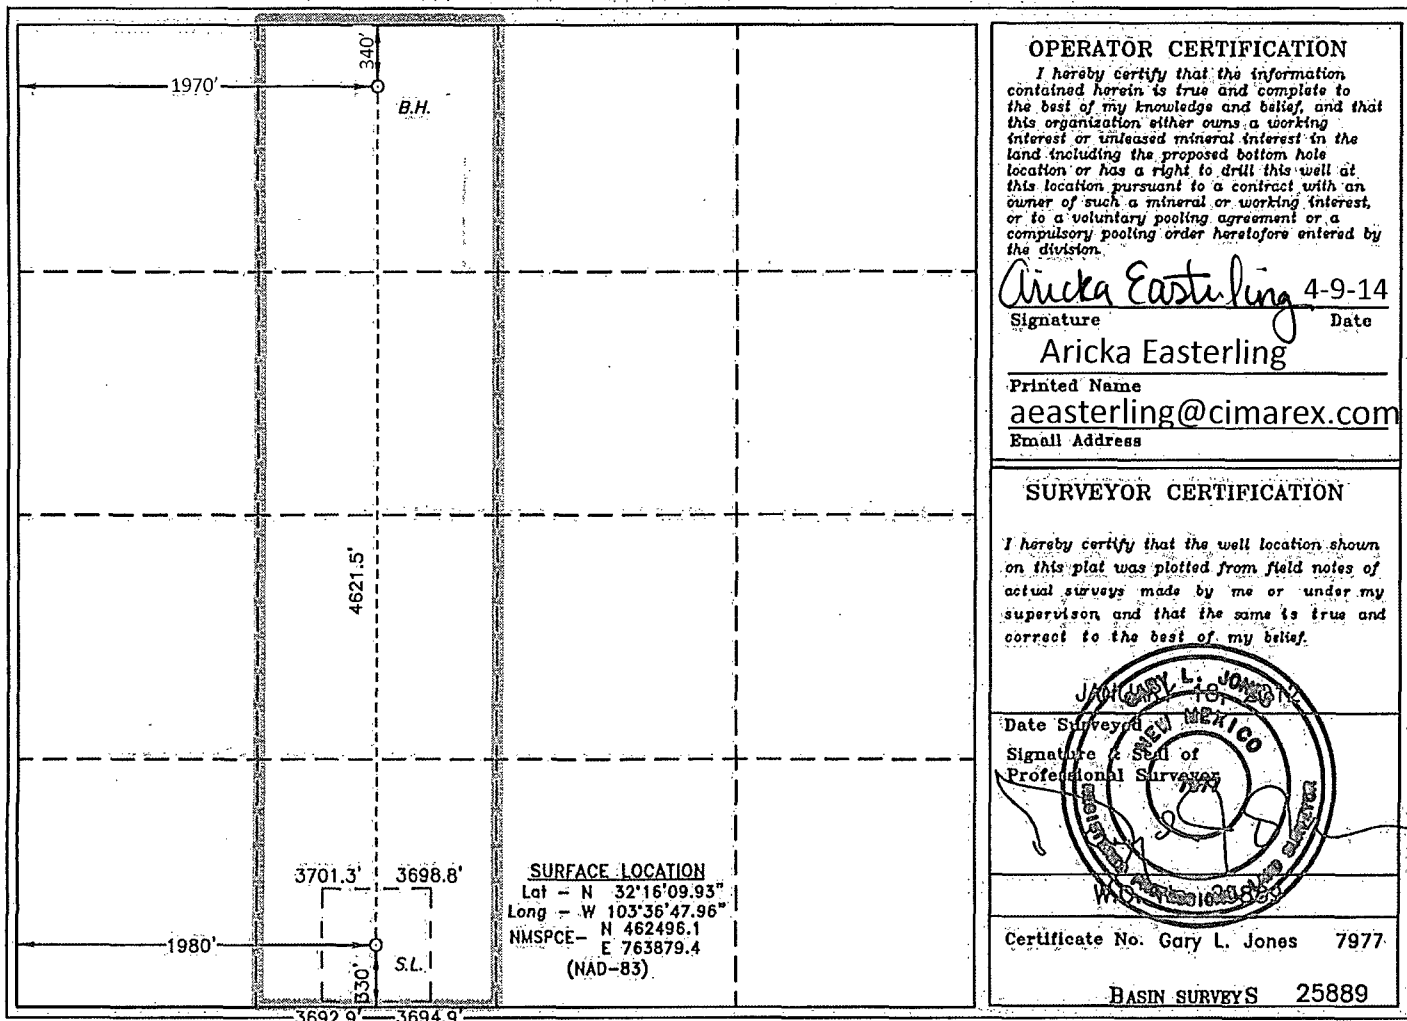 340'
1970'
B.H.
4621.5'
3701.3' 3698.8'
SURFACE LOCATION
Lat - N 32°16'09.93"
Long - W 103°36'47.96"
NMSPCE- N 462496.1
E 763879.4
(NAD-83)
1980'
S.L.
330'
3692.9' 3694.9'
OPERATOR CERTIFICATION
I hereby certify that the information
contained herein is true and complete to
the best of my knowledge and belief, and that
this organization either owns a working
interest or unleased mineral interest in the
land including the proposed bottom hole
location or has a right to drill this well at
this location pursuant to a contract with an
owner of such a mineral or working interest,
or to a voluntary pooling agreement or a
compulsory pooling order heretofore entered by
the division.
Aricka Easterling 4-9-14
Signature Date
Aricka Easterling
Printed Name
aeasterling@cimarex.com
Email Address
SURVEYOR CERTIFICATION
I hereby certify that the well location shown
on this plat was plotted from field notes of
actual surveys made by me or under my
supervison, and that the same is true and
correct to the best of my belief.
Date Surveyed
Signature & Seal of
Professional Surveyor
GARY L. JONES
NEW MEXICO
7977
REGISTERED PROFESSIONAL LAND SURVEYOR
Certificate No. Gary L. Jones 7977
BASIN SURVEYS 25889